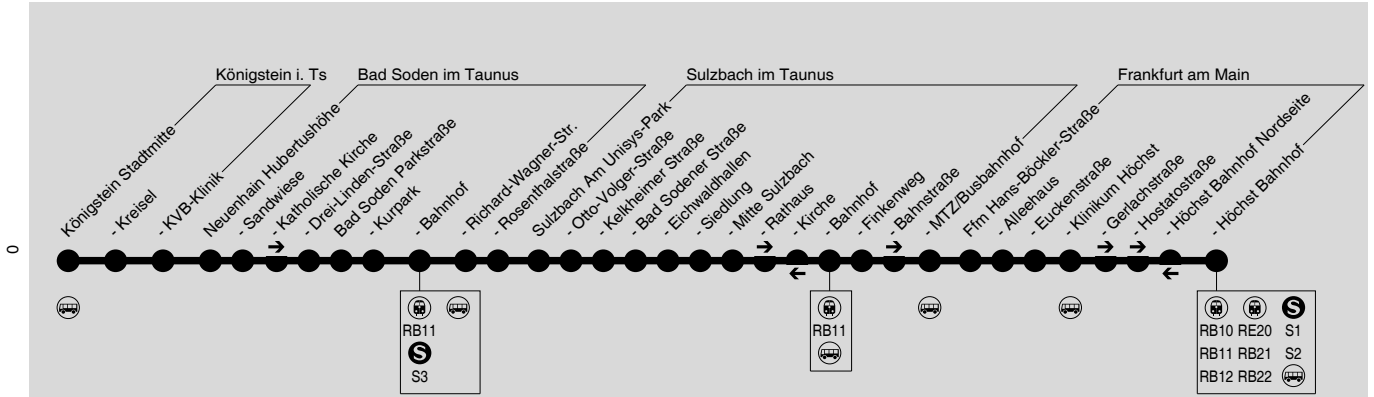 Königstein i. Ts
Bad Soden im Taunus
Sulzbach im Taunus
Frankfurt am Main
Königstein Stadtmitte
- Kreisel
- KVB-Klinik
Neuenhain Hubertushöhe
- Sandwiese
- Katholische Kirche
- Drei-Linden-Straße
Bad Soden Parkstraße
- Kurpark
- Bahnhof
- Richard-Wagner-Str.
- Rosenthalstraße
Sulzbach Am Unisys-Park
- Otto-Volger-Straße
- Kelkheimer Straße
- Bad Sodener Straße
- Eichwaldhallen
- Siedlung
- Mitte Sulzbach
- Rathaus
- Kirche
- Bahnhof
- Finkenweg
- Bahnstraße
- MTZ/Busbahnhof
Ffm Hans-Böckler-Straße
- Alleehaus
- Euckenstraße
- Klinikum Höchst
- Gerlachstraße
- Hostatostraße
- Höchst Bahnhof Nordseite
- Höchst Bahnhof
0
RB11
S
S3
RB11
S
RB10 RE20 S1
RB11 RB21 S2
RB12 RB22